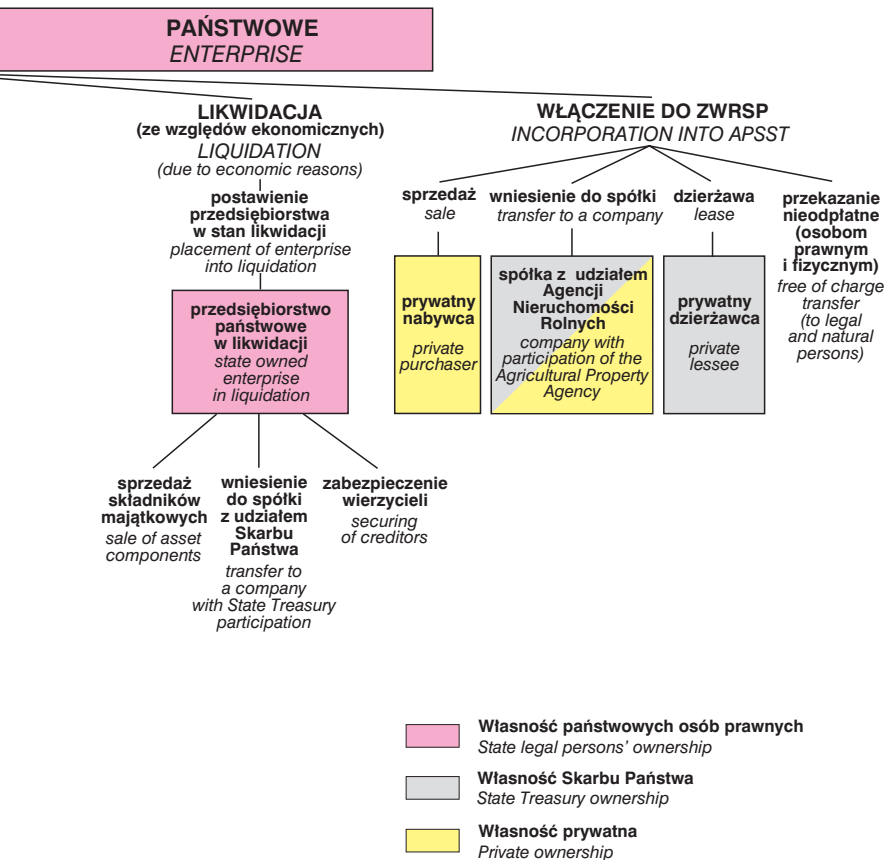 PAŃSTWOWE
ENTERPRISE
LIKWIDACJA
(ze względów ekonomicznych)
LIQUIDATION
(due to economic reasons)
postawienie
przedsiębiorstwa
w stan likwidacji
placement of enterprise
into liquidation
przedsiębiorstwo
państwowe
w likwidacji
state owned
enterprise
in liquidation
sprzedaż
składników
majątkowych
sale of asset
components
wniesienie
do spółki
z udziałem
Skarbu
Państwa
transfer to
a company
with State Treasury
participation
zabezpieczenie
wierzycieli
securing
of creditors
WŁĄCZENIE DO ZWRSP
INCORPORATION INTO APSST
sprzedaż
sale
prywatny
nabywca
private
purchaser
wniesienie do spółki
transfer to a company
spółka z udziałem
Agencji
Nieruchomości
Rolnych
company with
participation of the
Agricultural Property
Agency
dzierżawa
lease
prywatny
dzierżawca
private
lessee
przekazanie
nieodpłatne
(osobom
prawnym
i fizycznym)
free of charge
transfer
(to legal
and natural
persons)
Własność państwowych osób prawnych
State legal persons' ownership
Własność Skarbu Państwa
State Treasury ownership
Własność prywatna
Private ownership